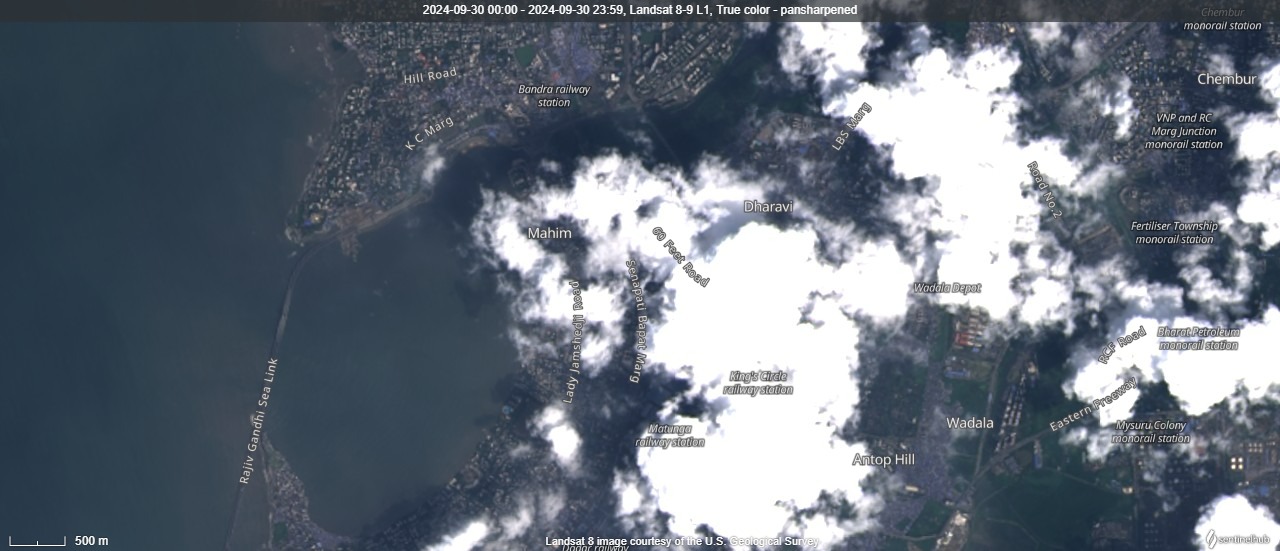 2024-09-30 00:00 - 2024-09-30 23:59, Landsat 8-9 L1, True color - pansharpened
Chembur
monorail station
Hill Road
Chembur
Bandra railway
station
K C Marg
LBS Marg
VNP and RC
Marg Junction
monorail station
Road No.2
Dharavi
Mahim
60 Feet Road
Fertiliser Township
monorail station
Senapati Bapat Marg
Lady Jamshedji Road
Wadala Depot
RCF Road
Bharat Petroleum
monorail station
Rajiv Gandhi Sea Link
King's Circle
railway station
Eastern Freeway
Wadala
Matunga
railway station
Mysuru Colony
monorail station
Antop Hill
500 m
Landsat 8 image courtesy of the U.S. Geological Survey
Dadar railway
sentinelhub